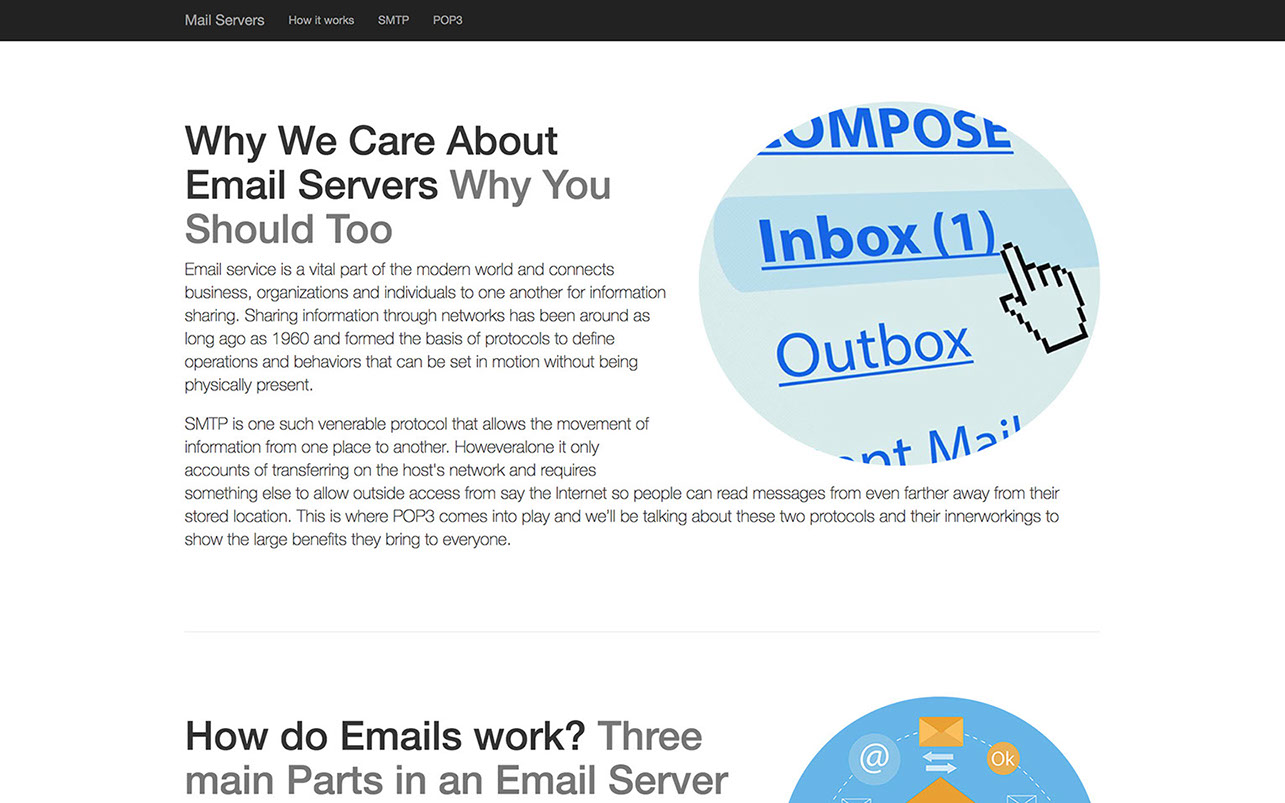 Mail Servers How it works SMTP POP3
Why We Care About
Email Servers Why You
Should Too
Email service is a vital part of the modern world and connects
business, organizations and individuals to one another for information
sharing. Sharing information through networks has been around as
long ago as 1960 and formed the basis of protocols to define
operations and behaviors that can be set in motion without being
physically present.
SMTP is one such venerable protocol that allows the movement of
information from one place to another. Howeveralone it only
accounts of transferring on the host's network and requires
something else to allow outside access from say the Internet so people can read messages from even farther away from their
stored location. This is where POP3 comes into play and we'll be talking about these two protocols and their innerworkings to
show the large benefits they bring to everyone.
OMPOSE
Inbox (1)
Outbox
nt Mail
How do Emails work? Three
main Parts in an Email Server
@
Ok